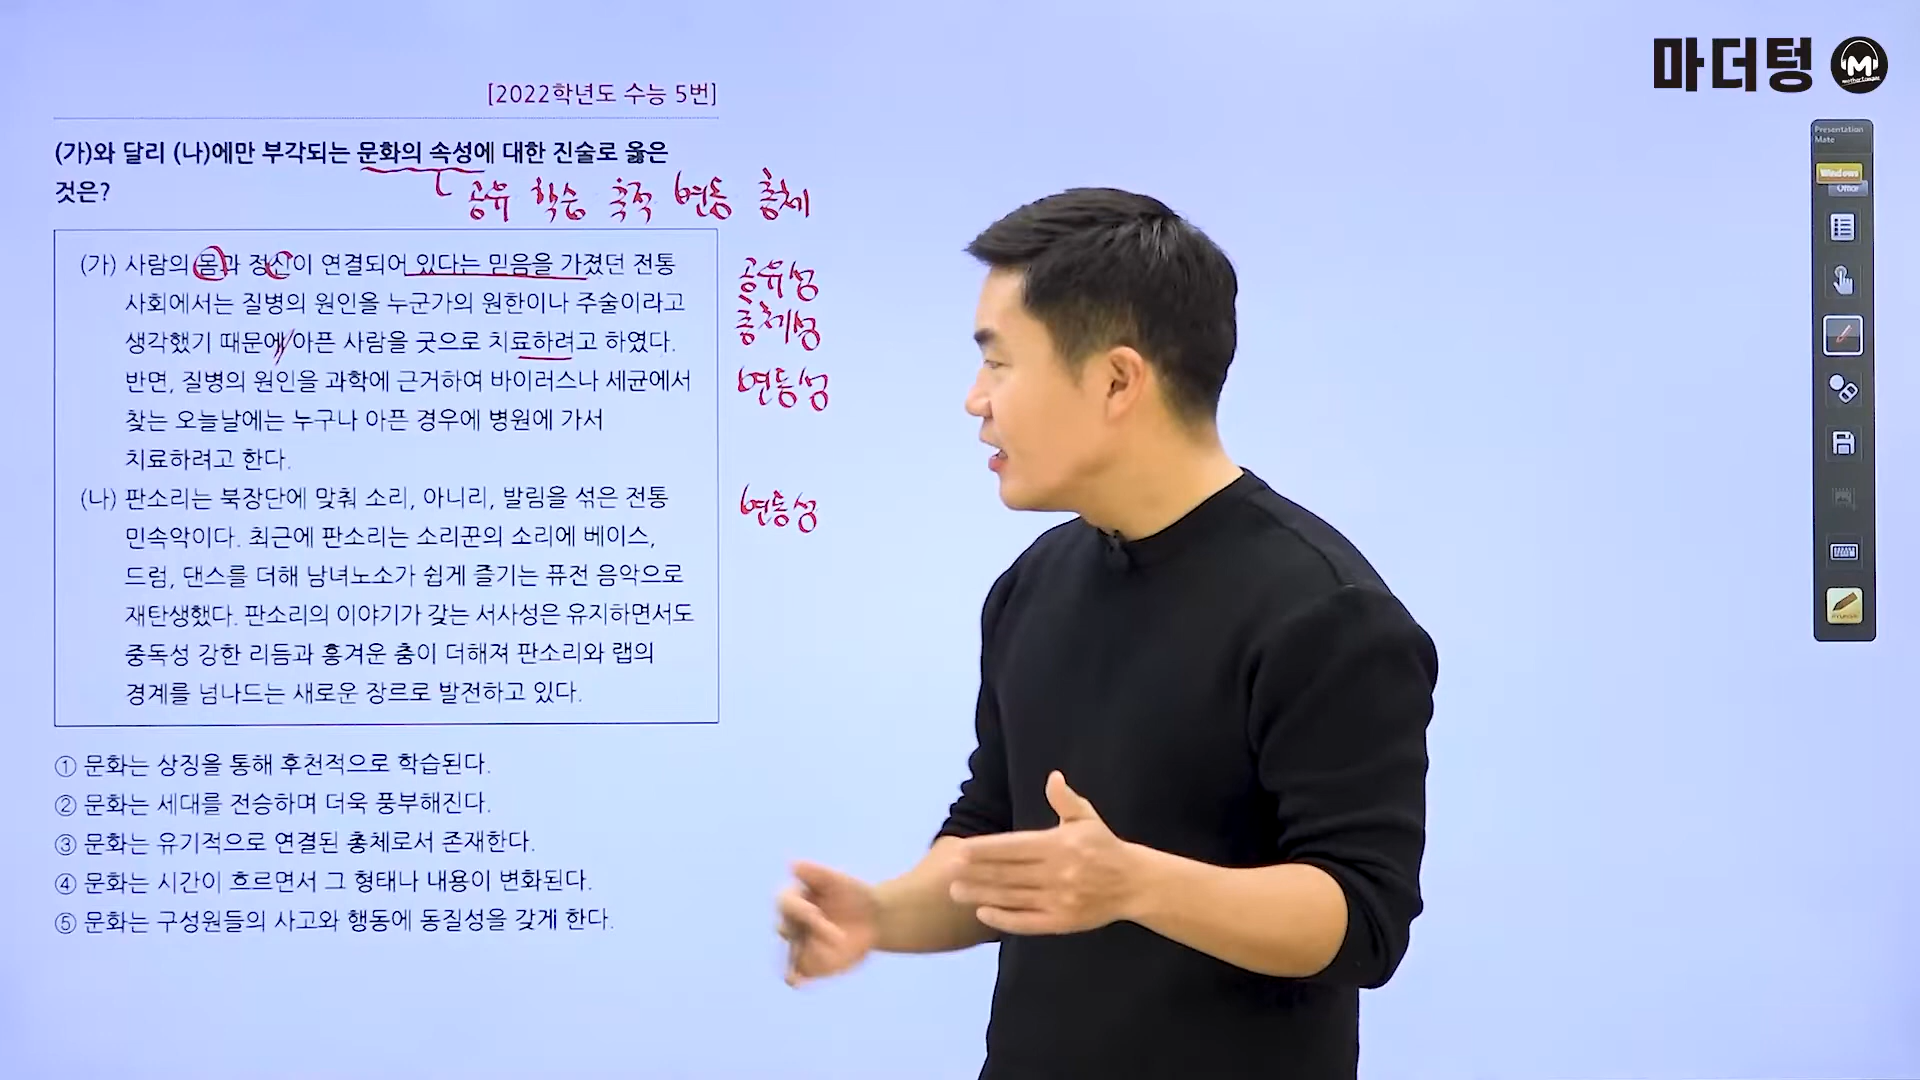 마더텅
M
Presentation
Mate
Windows
Office
[2022학년도 수능 5번]
(가)와 달리 (나)에만 부각되는 문화의 속성에 대한 진술로 옳은
것은?
공유 학습 축적 변동 총체
(가) 사람의 몸과 정신이 연결되어 있다는 믿음을 가졌던 전통
사회에서는 질병의 원인을 누군가의 원한이나 주술이라고
생각했기 때문에 아픈 사람을 굿으로 치료하려고 하였다.
반면, 질병의 원인을 과학에 근거하여 바이러스나 세균에서
찾는 오늘날에는 누구나 아픈 경우에 병원에 가서
치료하려고 한다.
공유성
총체성
변동성
(나) 판소리는 북장단에 맞춰 소리, 아니리, 발림을 섞은 전통
민속악이다. 최근에 판소리는 소리꾼의 소리에 베이스,
드럼, 댄스를 더해 남녀노소가 쉽게 즐기는 퓨전 음악으로
재탄생했다. 판소리의 이야기가 갖는 서사성은 유지하면서도
중독성 강한 리듬과 흥겨운 춤이 더해져 판소리와 랩의
경계를 넘나드는 새로운 장르로 발전하고 있다.
변동성
① 문화는 상징을 통해 후천적으로 학습된다.
② 문화는 세대를 전승하며 더욱 풍부해진다.
③ 문화는 유기적으로 연결된 총체로서 존재한다.
④ 문화는 시간이 흐르면서 그 형태나 내용이 변화된다.
⑤ 문화는 구성원들의 사고와 행동에 동질성을 갖게 한다.